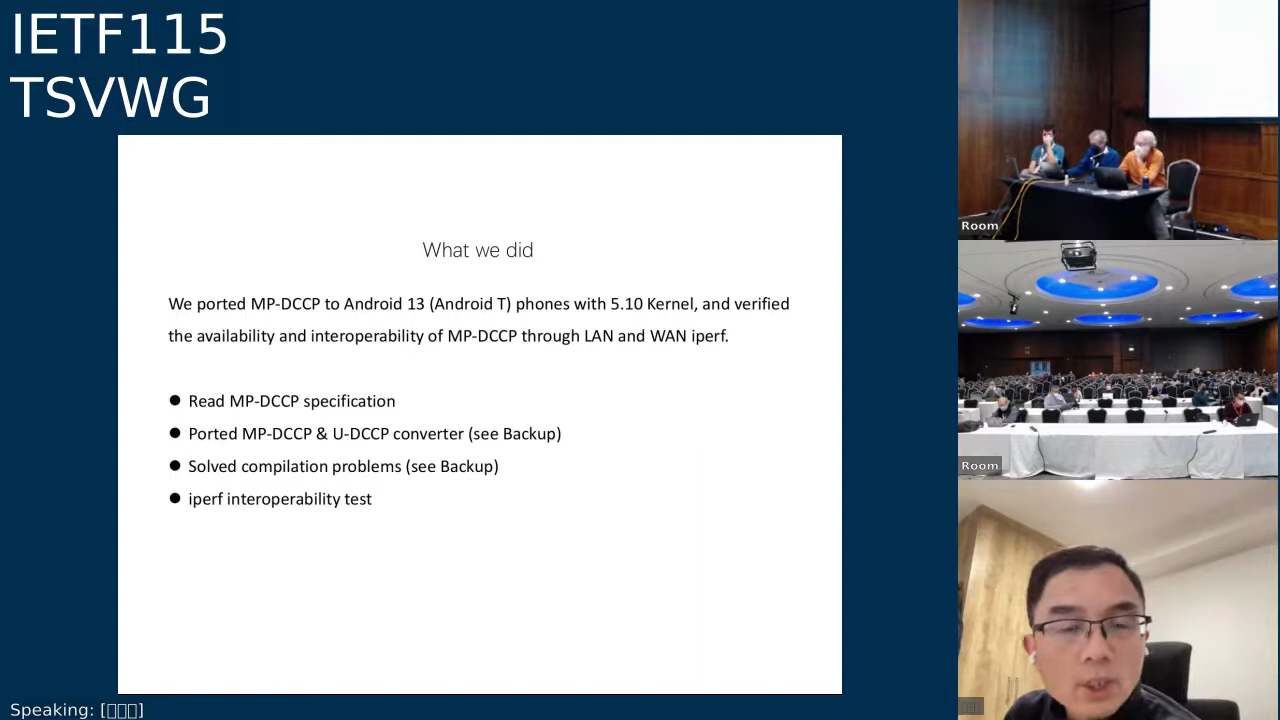 IETF115
TSVWG
What we did
We ported MP-DCCP to Android 13 (Android T) phones with 5.10 Kernel, and verified
the availability and interoperability of MP-DCCP through LAN and WAN iperf.
● Read MP-DCCP specification
● Ported MP-DCCP & U-DCCP converter (see Backup)
● Solved compilation problems (see Backup)
● iperf interoperability test
Room
Room
Speaking: [▯▯▯]